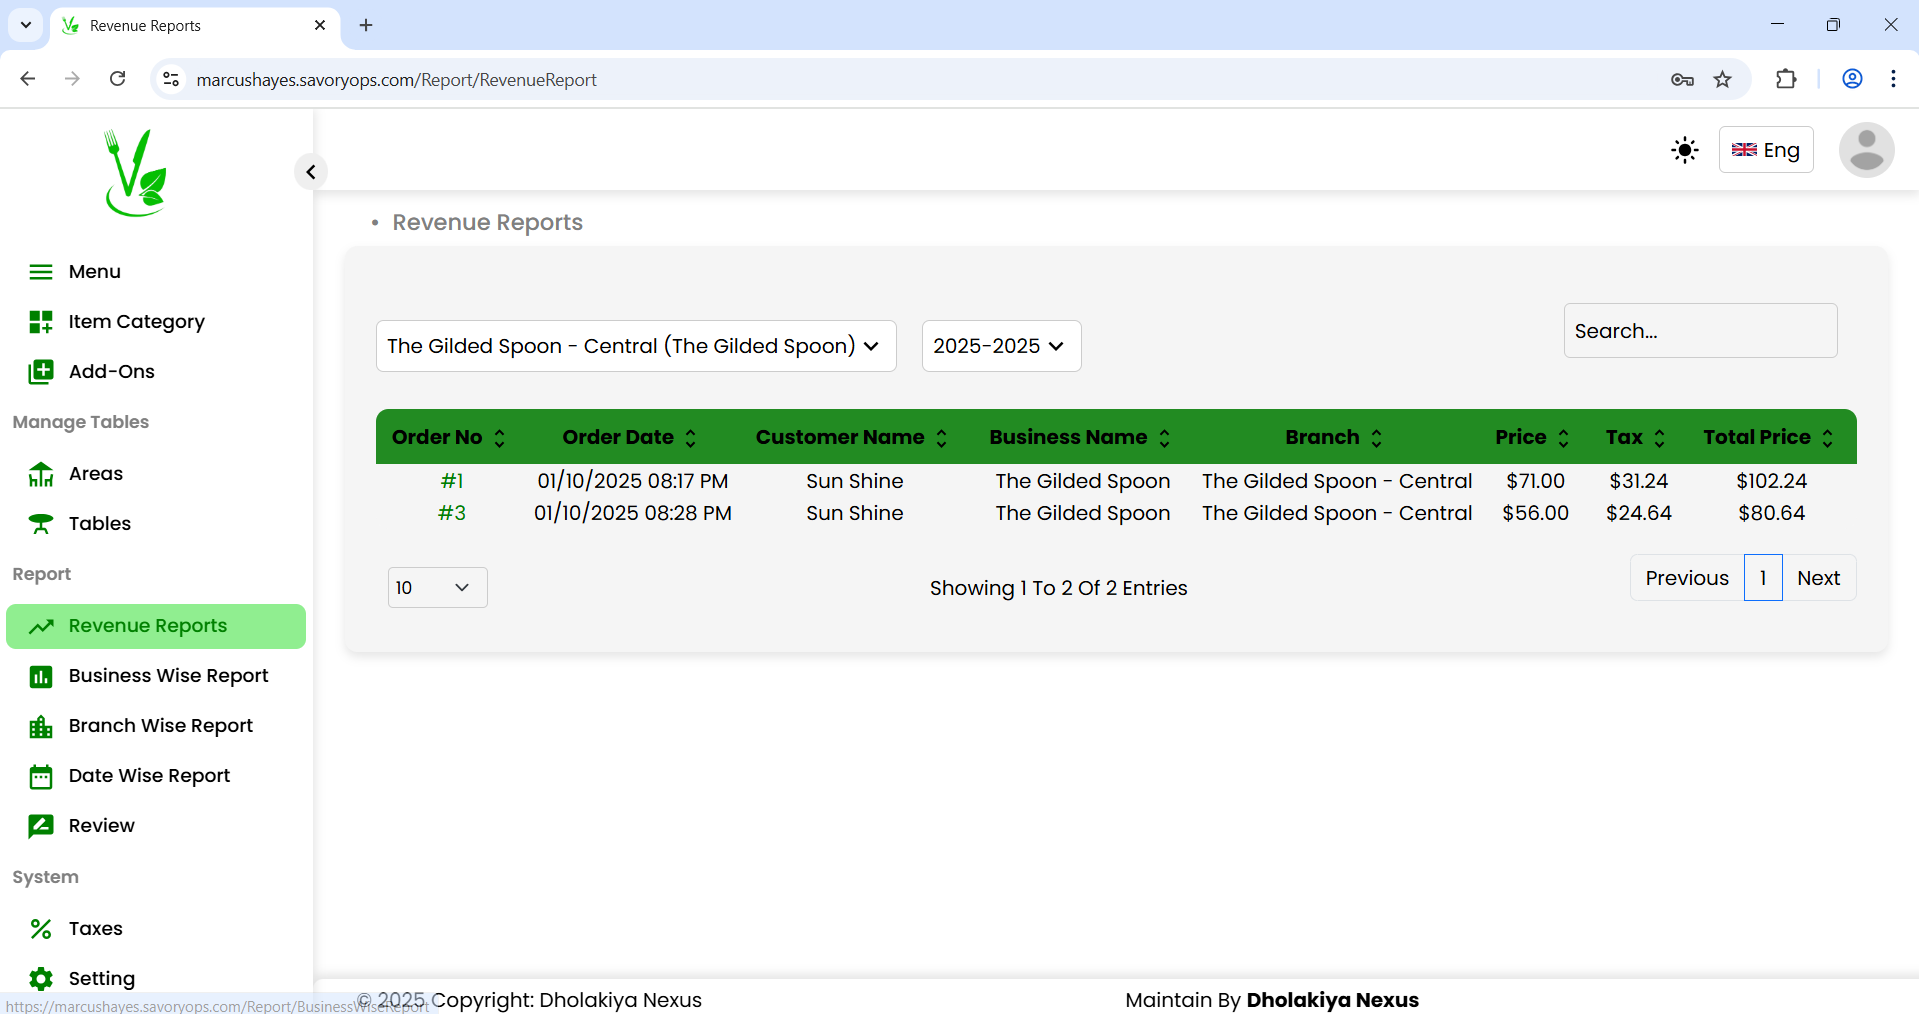 Revenue Reports
marcushayes.savoryops.com/Report/RevenueReport
Eng
Revenue Reports
Menu
Item Category
Add-Ons
Manage Tables
Areas
Tables
Report
Revenue Reports
Business Wise Report
Branch Wise Report
Date Wise Report
Review
System
Taxes
Setting
The Gilded Spoon - Central (The Gilded Spoon)
2025-2025
Search...
Order No Order Date Customer Name Business Name Branch Price Tax Total Price
#1 01/10/2025 08:17 PM Sun Shine The Gilded Spoon The Gilded Spoon - Central $71.00 $31.24 $102.24
#3 01/10/2025 08:28 PM Sun Shine The Gilded Spoon The Gilded Spoon - Central $56.00 $24.64 $80.64
10
Showing 1 To 2 Of 2 Entries
Previous 1 Next
© 2025 Copyright: Dholakiya Nexus
Maintain By Dholakiya Nexus
https://marcushayes.savoryops.com/Report/BusinessWiseReport